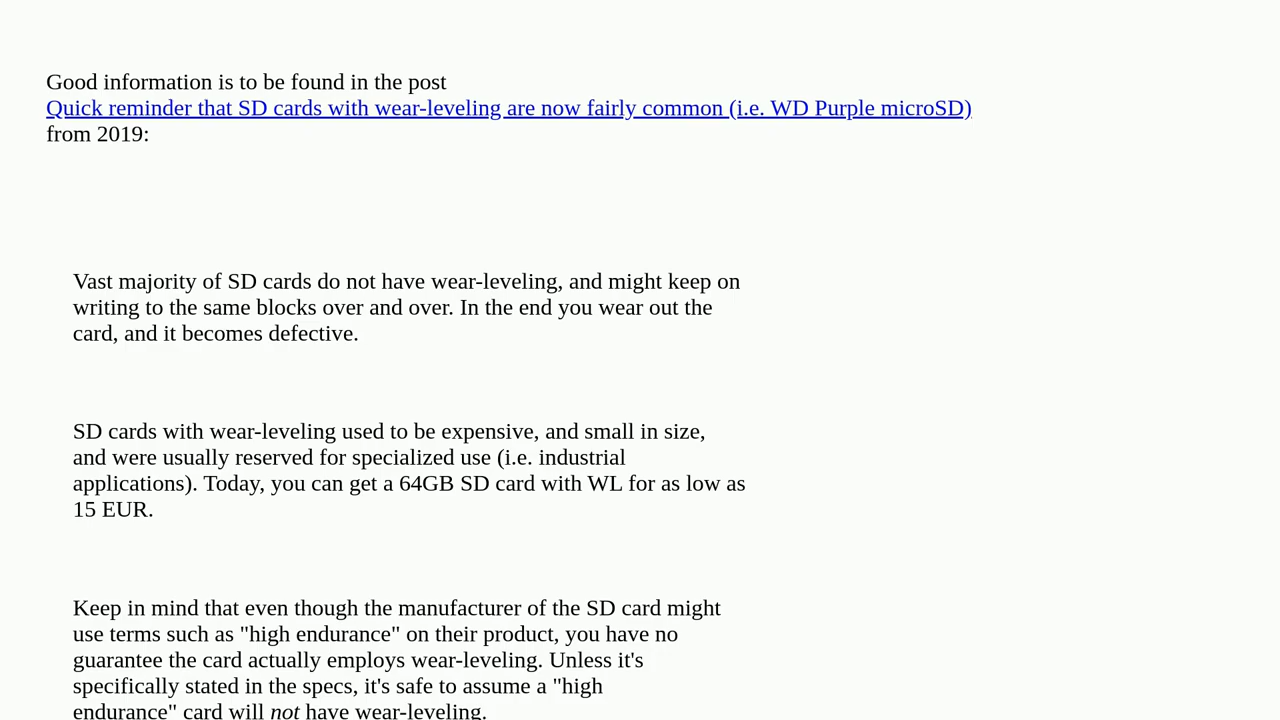 Good information is to be found in the post
Quick reminder that SD cards with wear-leveling are now fairly common (i.e. WD Purple microSD)
from 2019:
Vast majority of SD cards do not have wear-leveling, and might keep on
writing to the same blocks over and over. In the end you wear out the
card, and it becomes defective.
SD cards with wear-leveling used to be expensive, and small in size,
and were usually reserved for specialized use (i.e. industrial
applications). Today, you can get a 64GB SD card with WL for as low as
15 EUR.
Keep in mind that even though the manufacturer of the SD card might
use terms such as "high endurance" on their product, you have no
guarantee the card actually employs wear-leveling. Unless it's
specifically stated in the specs, it's safe to assume a "high
endurance" card will not have wear-leveling.